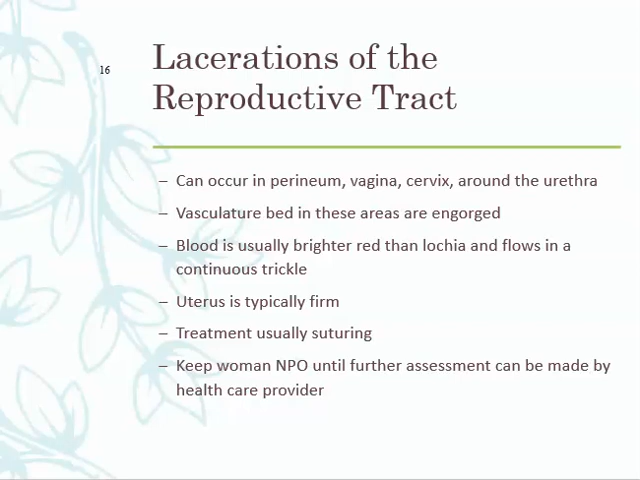 Lacerations of the
16
Reproductive Tract
– Can occur in perineum, vagina, cervix, around the urethra
– Vasculature bed in these areas are engorged
– Blood is usually brighter red than lochia and flows in a
continuous trickle
– Uterus is typically firm
– Treatment usually suturing
– Keep woman NPO until further assessment can be made by
health care provider